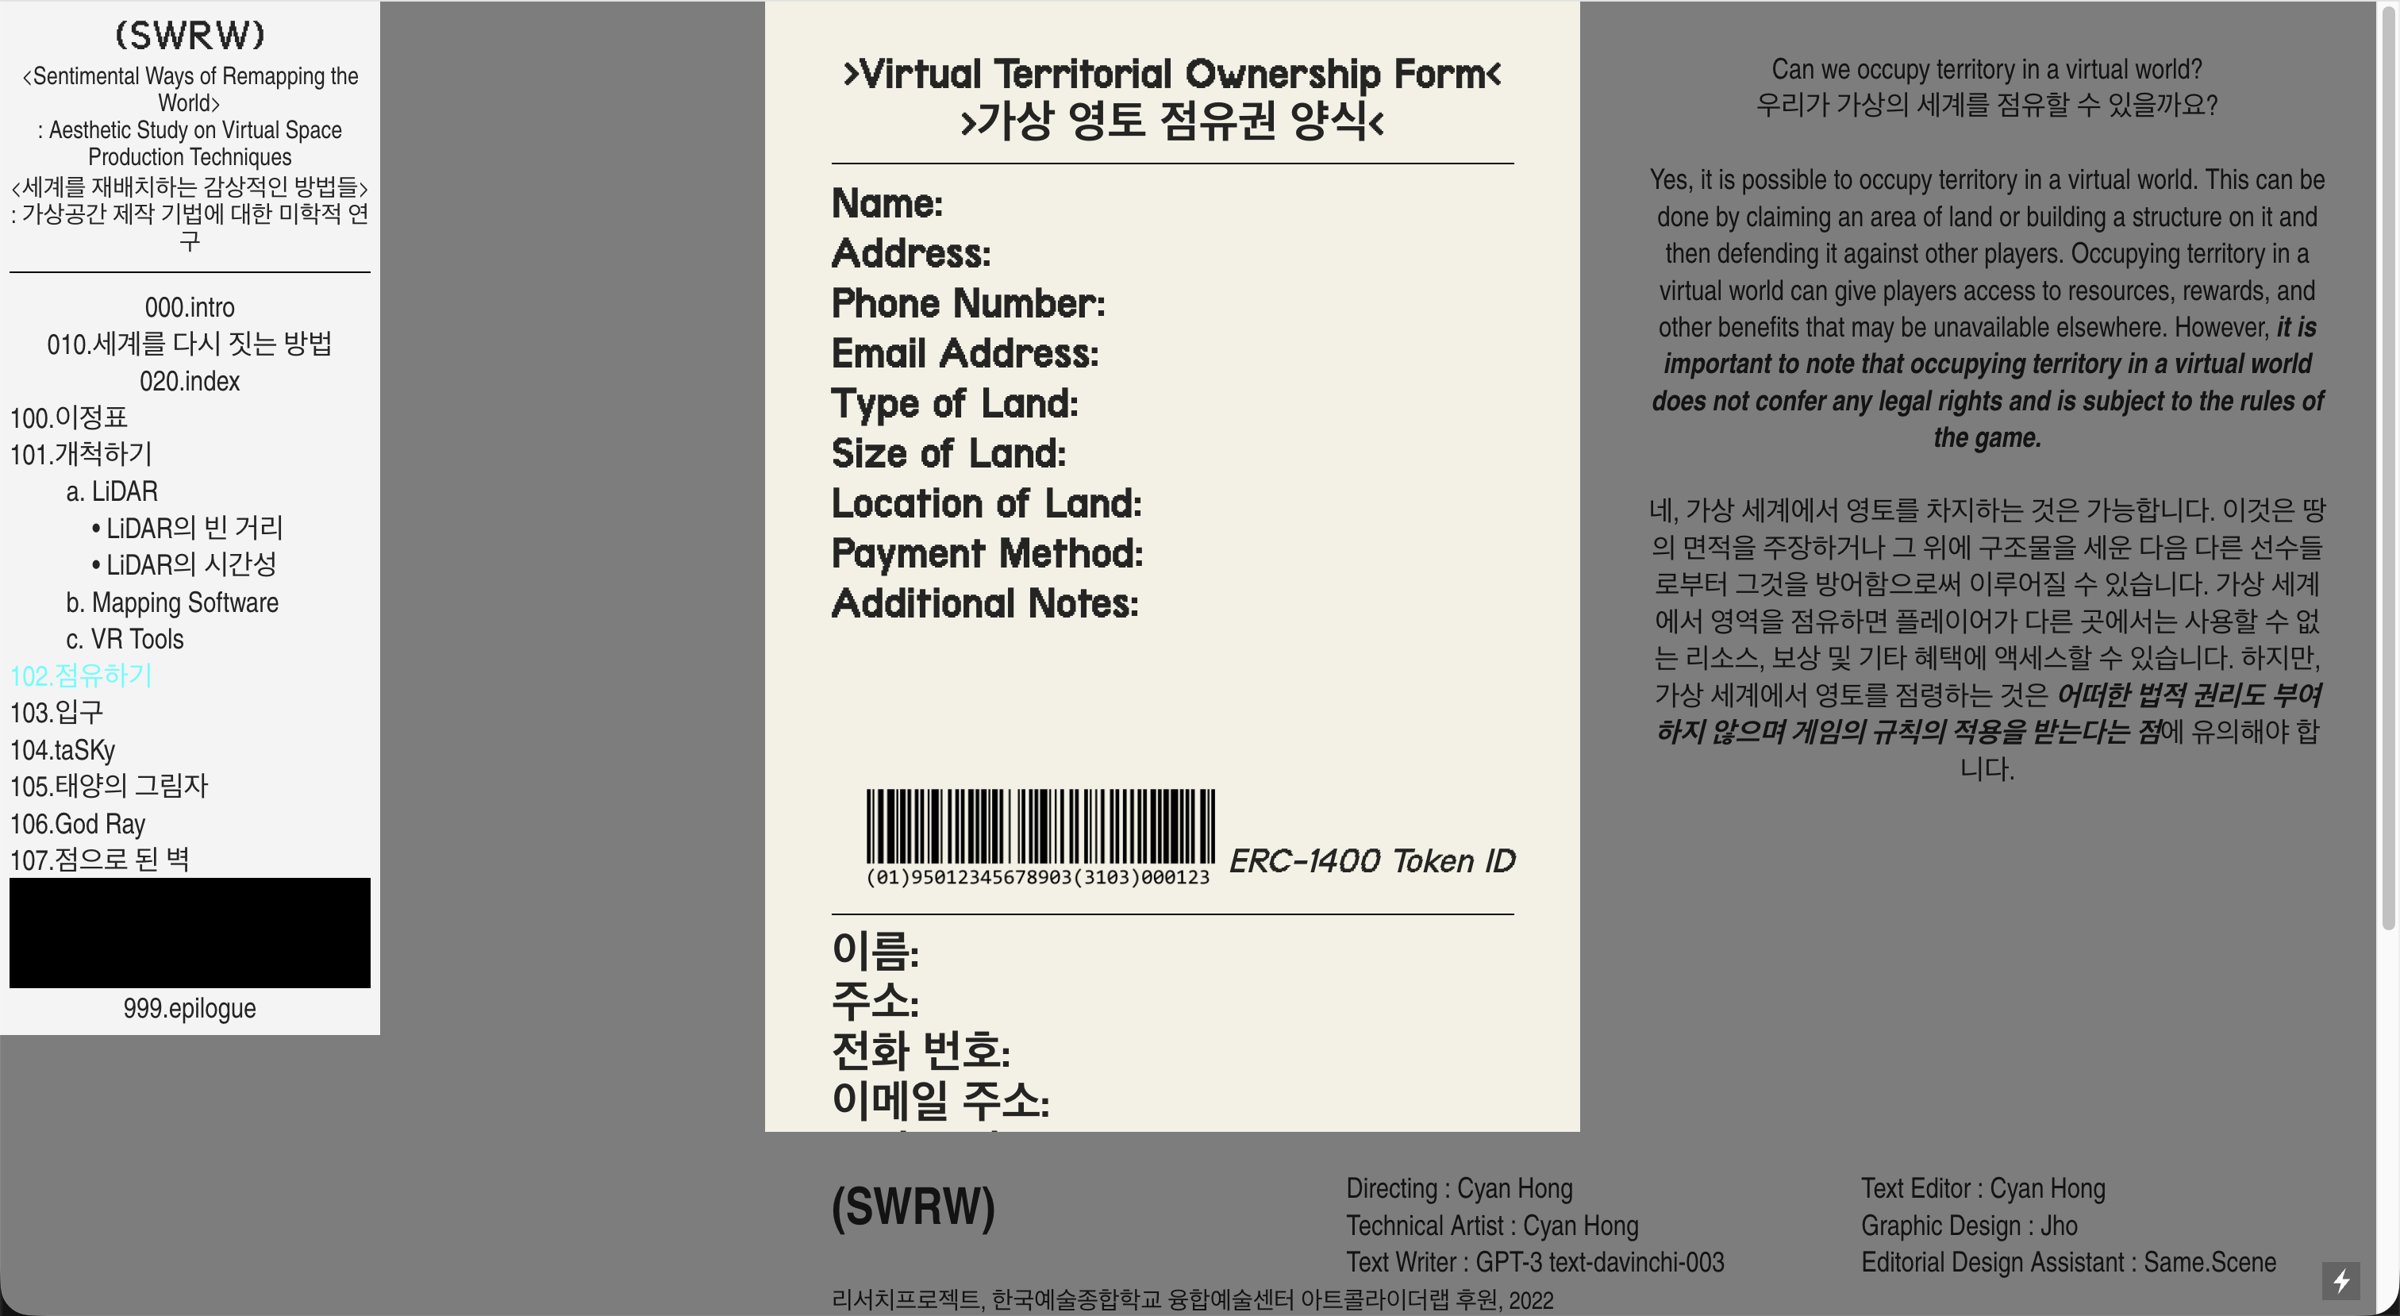 (SWRW)
<Sentimental Ways of Remapping the
World>
: Aesthetic Study on Virtual Space
Production Techniques
<세계를 재배치하는 감상적인 방법들>
: 가상공간 제작 기법에 대한 미학적 연
구
000.intro
010.세계를 다시 짓는 방법
020.index
100.이정표
101.개척하기
a. LiDAR
• LiDAR의 빈 거리
• LiDAR의 시간성
b. Mapping Software
c. VR Tools
102.점유하기
103.입구
104.taSKy
105.태양의 그림자
106.God Ray
107.점으로 된 벽
999.epilogue
>Virtual Territorial Ownership Form<
>가상 영토 점유권 양식<
Name:
Address:
Phone Number:
Email Address:
Type of Land:
Size of Land:
Location of Land:
Payment Method:
Additional Notes:
(01)95012345678903(3103)000123
ERC-1400 Token ID
이름:
주소:
전화 번호:
이메일 주소:
Can we occupy territory in a virtual world?
우리가 가상의 세계를 점유할 수 있을까요?
Yes, it is possible to occupy territory in a virtual world. This can be
done by claiming an area of land or building a structure on it and
then defending it against other players. Occupying territory in a
virtual world can give players access to resources, rewards, and
other benefits that may be unavailable elsewhere. However, it is
important to note that occupying territory in a virtual world
does not confer any legal rights and is subject to the rules of
the game.
네, 가상 세계에서 영토를 차지하는 것은 가능합니다. 이것은 땅
의 면적을 주장하거나 그 위에 구조물을 세운 다음 다른 선수들
로부터 그것을 방어함으로써 이루어질 수 있습니다. 가상 세계
에서 영역을 점유하면 플레이어가 다른 곳에서는 사용할 수 없
는 리소스, 보상 및 기타 혜택에 액세스할 수 있습니다. 하지만,
가상 세계에서 영토를 점령하는 것은 어떠한 법적 권리도 부여
하지 않으며 게임의 규칙의 적용을 받는다는 점에 유의해야 합
니다.
(SWRW)
Directing : Cyan Hong
Technical Artist : Cyan Hong
Text Writer : GPT-3 text-davinchi-003
Text Editor : Cyan Hong
Graphic Design : Jho
Editorial Design Assistant : Same.Scene
리서치프로젝트, 한국예술종합학교 융합예술센터 아트콜라이더랩 후원, 2022